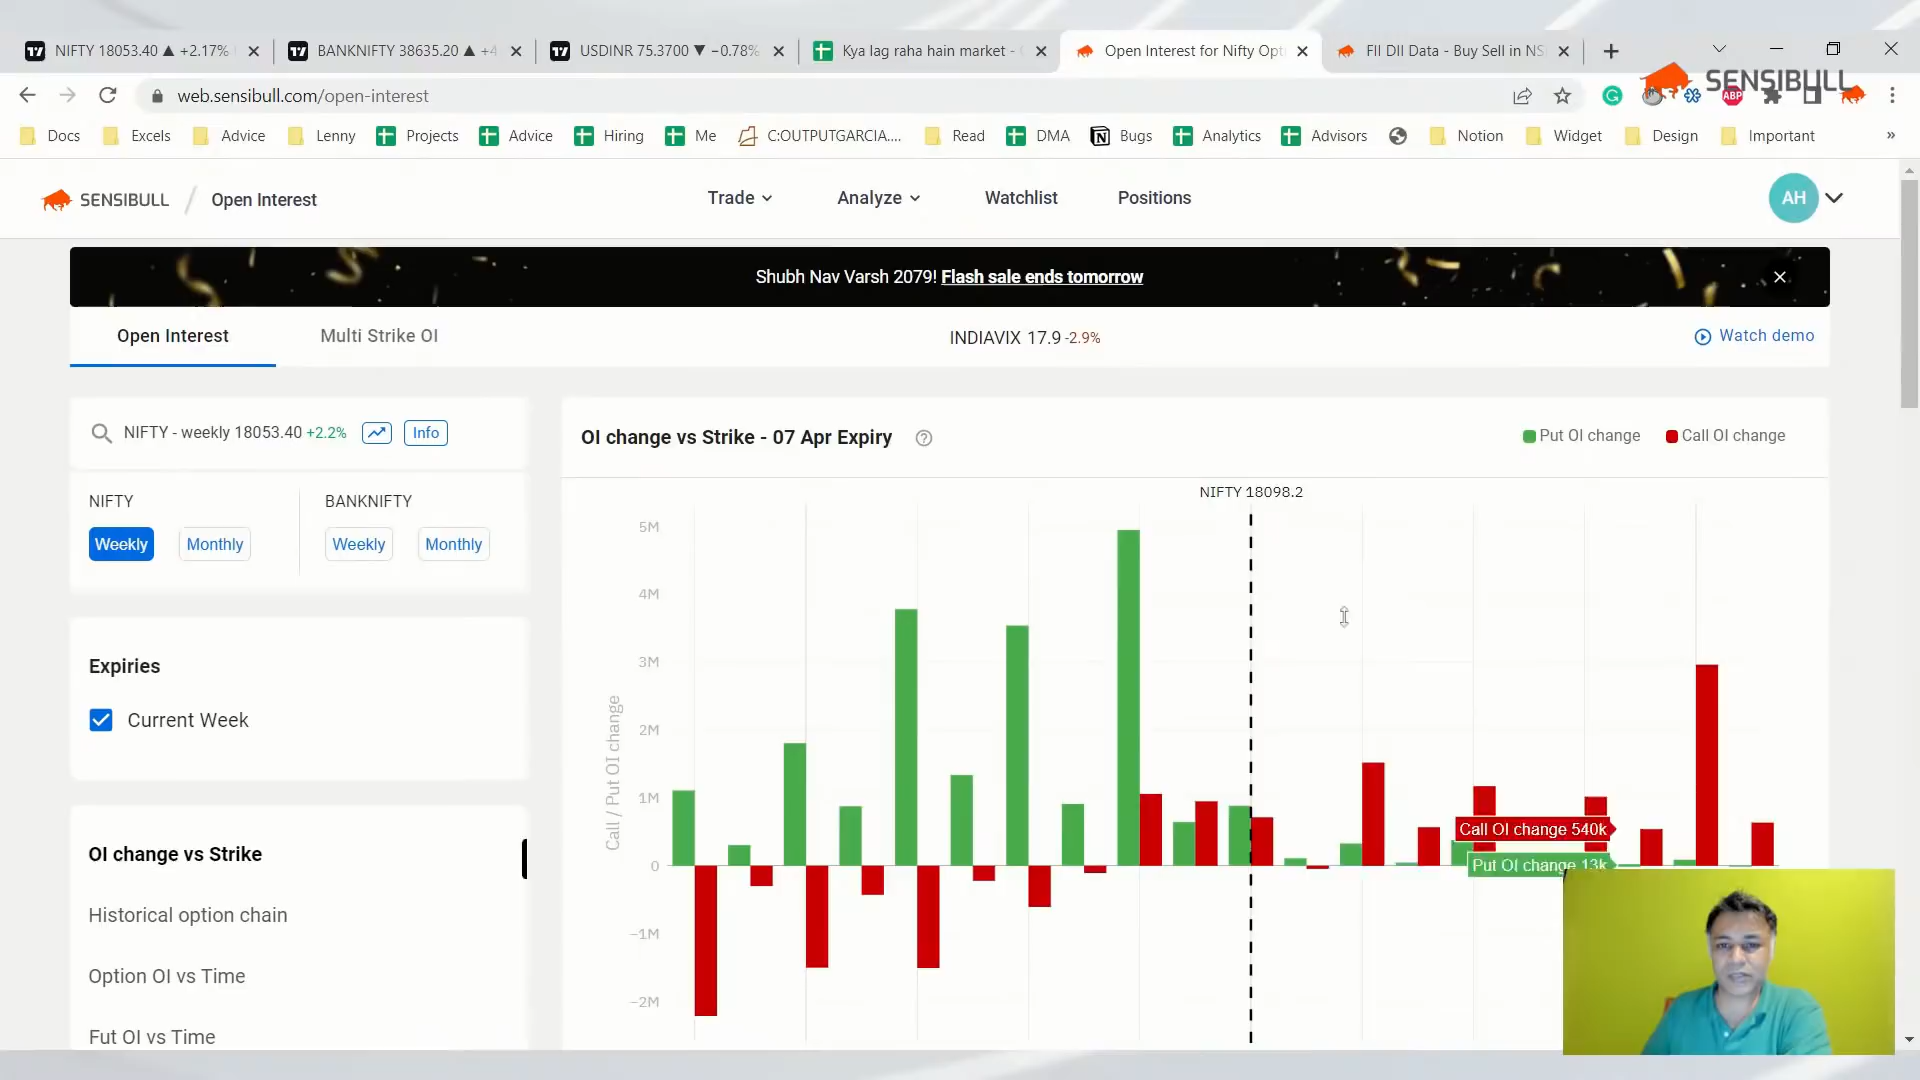 NIFTY 18053.40 ▲ +2.17%
BANKNIFTY 38635.20 ▲ +4
USDINR 75.3700 ▼ −0.78%
Kya lag raha hain market -
Open Interest for Nifty Opt
FII DII Data - Buy Sell in NS
web.sensibull.com/open-interest
ABP
SENSIBULL
Docs
Excels
Advice
Lenny
Projects
Advice
Hiring
Me
C:OUTPUTGARCIA....
Read
DMA
Bugs
Analytics
Advisors
Notion
Widget
Design
Important
»
SENSIBULL / Open Interest
Trade
Analyze
Watchlist
Positions
AH
Shubh Nav Varsh 2079! Flash sale ends tomorrow
Open Interest
Multi Strike OI
INDIAVIX 17.9 -2.9%
Watch demo
NIFTY - weekly 18053.40 +2.2%
Info
NIFTY
BANKNIFTY
Weekly
Monthly
Weekly
Monthly
Expiries
Current Week
OI change vs Strike
Historical option chain
Option OI vs Time
Fut OI vs Time
OI change vs Strike - 07 Apr Expiry
Put OI change
Call OI change
NIFTY 18098.2
5M
4M
3M
2M
1M
0
−1M
−2M
Call / Put OI change
Call OI change 540k
Put OI change 13k